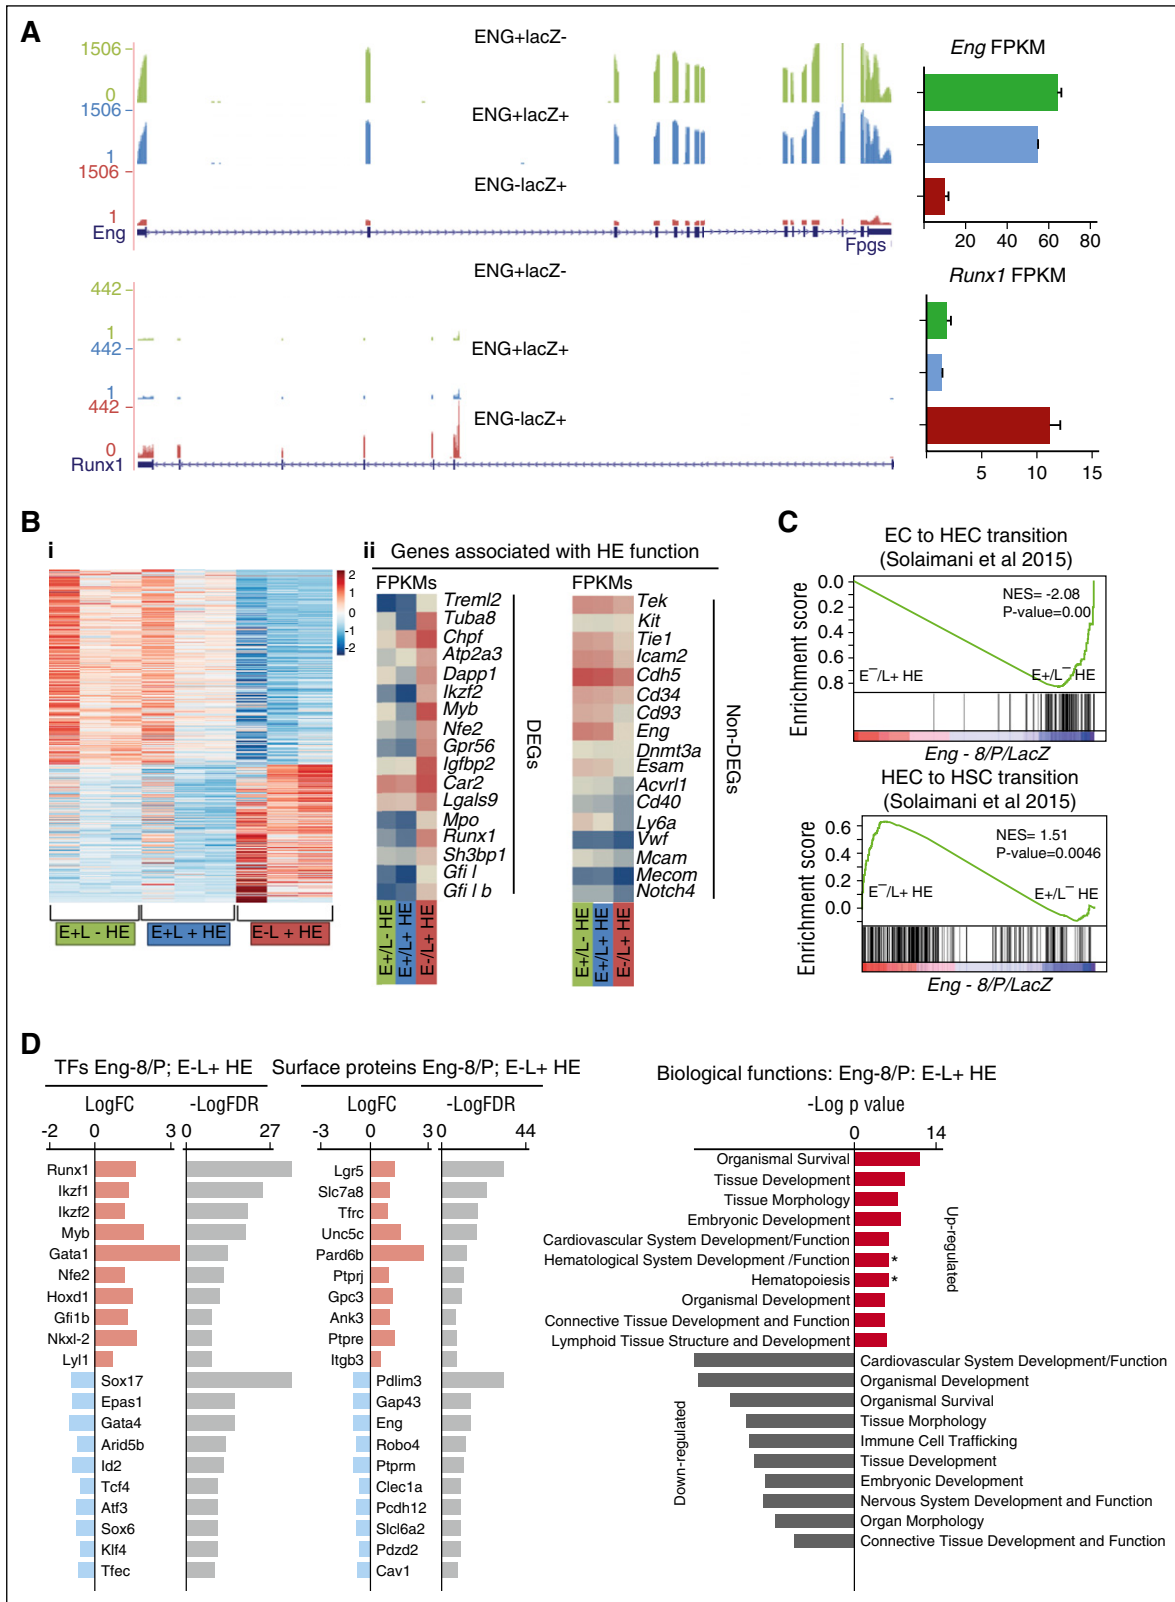 A
ENG+lacZ-
1506
0
ENG+lacZ+
1506
1
ENG-lacZ+
1506
1
Eng
Fpgs
Eng FPKM
20 40 60 80
ENG+lacZ-
442
1
ENG+lacZ+
442
1
ENG-lacZ+
442
0
Runx1
Runx1 FPKM
5 10 15
B
i
2
1
0
-1
-2
E+L - HE
E+L + HE
E-L + HE
ii
Genes associated with HE function
FPKMs
Treml2
Tuba8
Chpf
Atp2a3
Dapp1
Ikzf2
Myb
Nfe2
Gpr56
Igfbp2
Car2
Lgals9
Mpo
Runx1
Sh3bp1
Gfi l
Gfi l b
DEGs
E+/L- HE
E+/L+ HE
E-/L+ HE
FPKMs
Tek
Kit
Tie1
Icam2
Cdh5
Cd34
Cd93
Eng
Dnmt3a
Esam
Acvrl1
Cd40
Ly6a
Vwf
Mcam
Mecom
Notch4
Non-DEGs
E+/L- HE
E+/L+ HE
E-/L+ HE
C
EC to HEC transition
(Solaimani et al 2015)
Enrichment score
0.0
0.2
0.4
0.6
0.8
NES= -2.08
P-value=0.00
E¯/L+ HE
E+/L¯ HE
Eng - 8/P/LacZ
HEC to HSC transition
(Solaimani et al 2015)
Enrichment score
0.6
0.4
0.2
0.0
NES= 1.51
P-value=0.0046
E¯/L+ HE
E+/L¯ HE
Eng - 8/P/LacZ
D
TFs Eng-8/P; E-L+ HE
LogFC
-LogFDR
-2 0 3 0 27
Runx1
Ikzf1
Ikzf2
Myb
Gata1
Nfe2
Hoxd1
Gfi1b
Nkxl-2
Lyl1
Sox17
Epas1
Gata4
Arid5b
Id2
Tcf4
Atf3
Sox6
Klf4
Tfec
Surface proteins Eng-8/P; E-L+ HE
LogFC
-LogFDR
-3 0 3 0 44
Lgr5
Slc7a8
Tfrc
Unc5c
Pard6b
Ptprj
Gpc3
Ank3
Ptpre
Itgb3
Pdlim3
Gap43
Eng
Robo4
Ptprm
Clec1a
Pcdh12
Slcl6a2
Pdzd2
Cav1
Biological functions: Eng-8/P: E-L+ HE
-Log p value
0 14
Organismal Survival
Tissue Development
Tissue Morphology
Embryonic Development
Cardiovascular System Development/Function
Hematological System Development /Function *
Hematopoiesis *
Organismal Development
Connective Tissue Development and Function
Lymphoid Tissue Structure and Development
Up-regulated
Cardiovascular System Development/Function
Organismal Development
Organismal Survival
Tissue Morphology
Immune Cell Trafficking
Tissue Development
Embryonic Development
Nervous System Development and Function
Organ Morphology
Connective Tissue Development and Function
Down-regulated